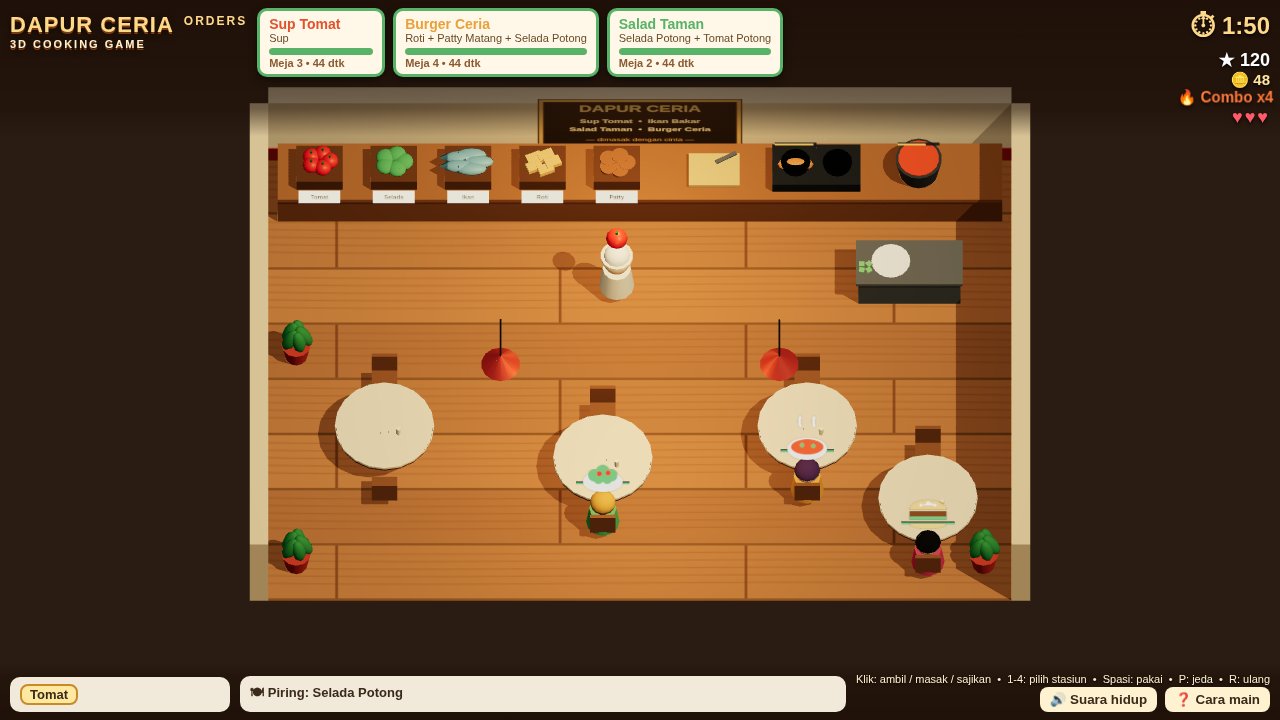 DAPUR CERIA
3D COOKING GAME
ORDERS
Sup Tomat
Sup
Meja 3 • 44 dtk
Burger Ceria
Roti + Patty Matang + Selada Potong
Meja 4 • 44 dtk
Salad Taman
Selada Potong + Tomat Potong
Meja 2 • 44 dtk
⏱ 1:50
★ 120
🪙 48
🔥 Combo x4
♥♥♥
DAPUR CERIA
Sup Tomat • Ikan Bakar
Salad Taman • Burger Ceria
— dimasak dengan cinta —
Tomat
Selada
Ikan
Roti
Patty
Tomat
🍽 Piring: Selada Potong
Klik: ambil / masak / sajikan • 1-4: pilih stasiun • Spasi: pakai • P: jeda • R: ulang
🔊 Suara hidup
❓ Cara main